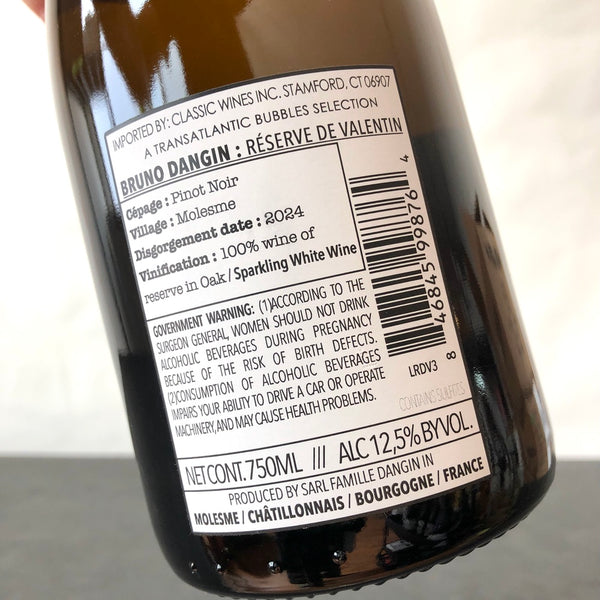 IMPORTED BY: CLASSIC WINES INC. STAMFORD, CT 06907
A TRANSATLANTIC BUBBLES SELECTION
BRUNO DANGIN : RÉSERVE DE VALENTIN
Cépage : Pinot Noir
Village : Molesme
Disgorgement date : 2024
Vinification : 100% wine of
reserve in Oak / Sparkling White Wine
GOVERNMENT WARNING: (1)ACCORDING TO THE
SURGEON GENERAL, WOMEN SHOULD NOT DRINK
ALCOHOLIC BEVERAGES DURING PREGNANCY
BECAUSE OF THE RISK OF BIRTH DEFECTS.
(2)CONSUMPTION OF ALCOHOLIC BEVERAGES
IMPAIRS YOUR ABILITY TO DRIVE A CAR OR OPERATE
MACHINERY, AND MAY CAUSE HEALTH PROBLEMS.
8 46845 99876 4
LRDV3
CONTAINS SULFITES
NET CONT. 750ML /// ALC 12,5% BY VOL.
PRODUCED BY SARL FAMILLE DANGIN IN
MOLESME / CHÂTILLONNAIS / BOURGOGNE / FRANCE